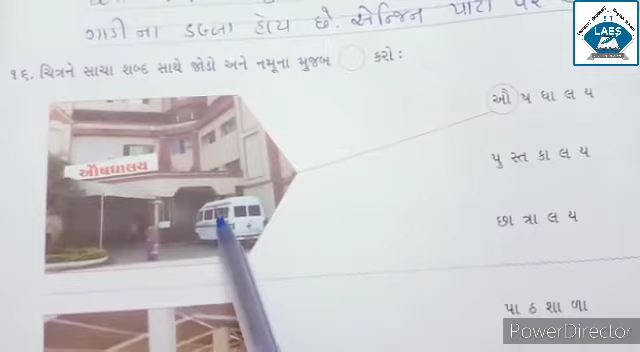 ગાડી ના ડબ્બા હોય છે. એન્જિન પાટા પર
LAES
૧૬. ચિત્રને સાચા શબ્દ સાથે જોડો અને નમૂના મુજબ ◯ કરો :
ઔ ષ ધા લ ય
ઔષધાલય
પુ સ્ત કા લ ય
છા ત્રા લ ય
પા ઠ શા ળા
PowerDirector